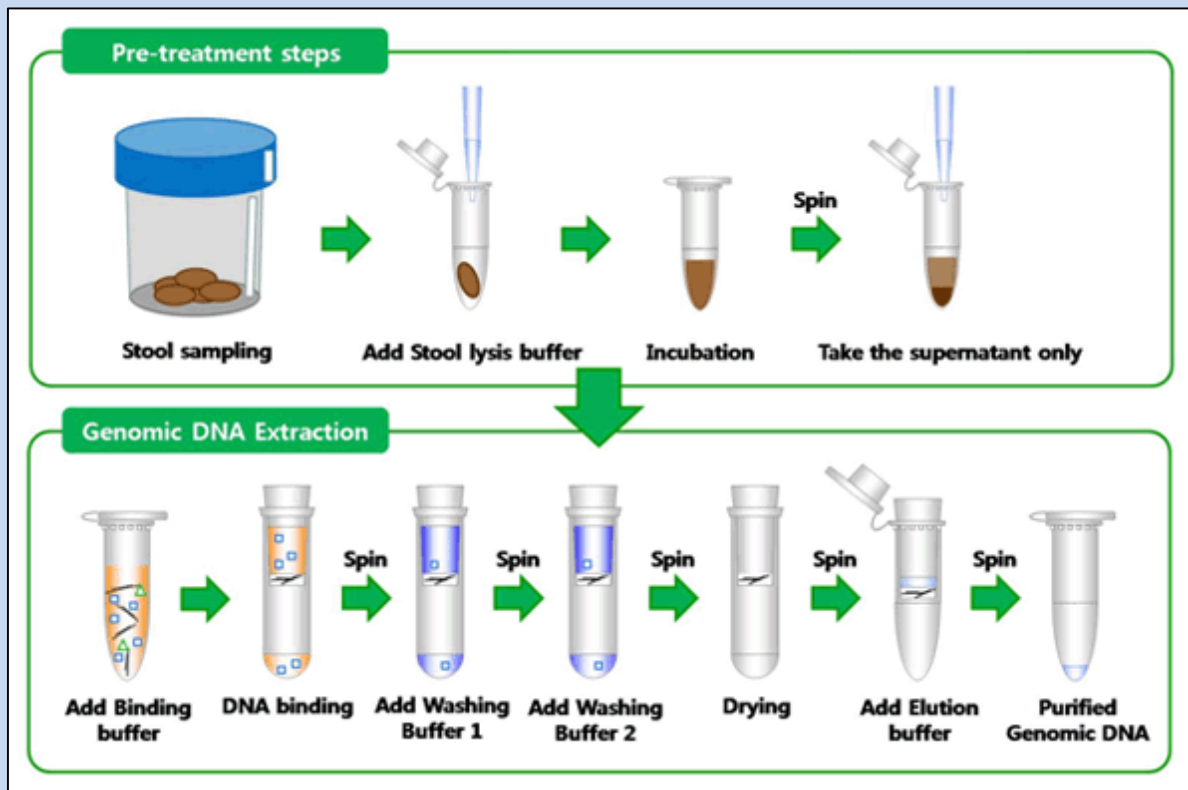 Pre-treatment steps
Spin
Stool sampling
Add Stool lysis buffer
Incubation
Take the supernatant only
Genomic DNA Extraction
Spin
Spin
Spin
Spin
Spin
Add Binding
buffer
DNA binding
Add Washing
Buffer 1
Add Washing
Buffer 2
Drying
Add Elution
buffer
Purified
Genomic DNA